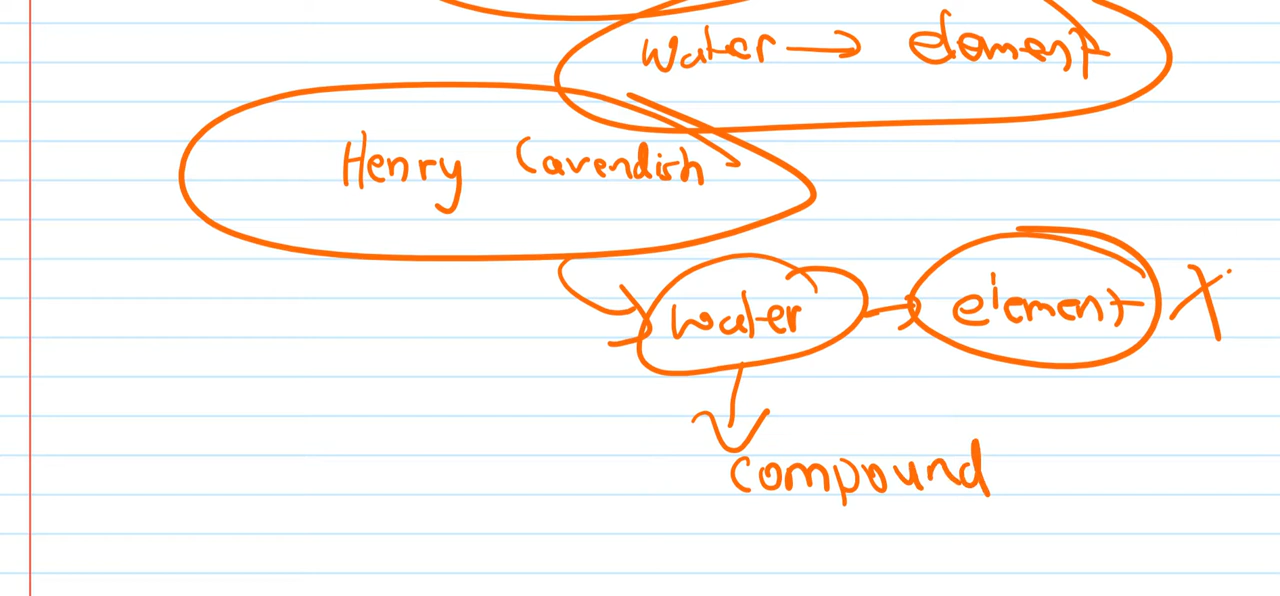 Water → element
Henry Cavendish
water → element X
compound